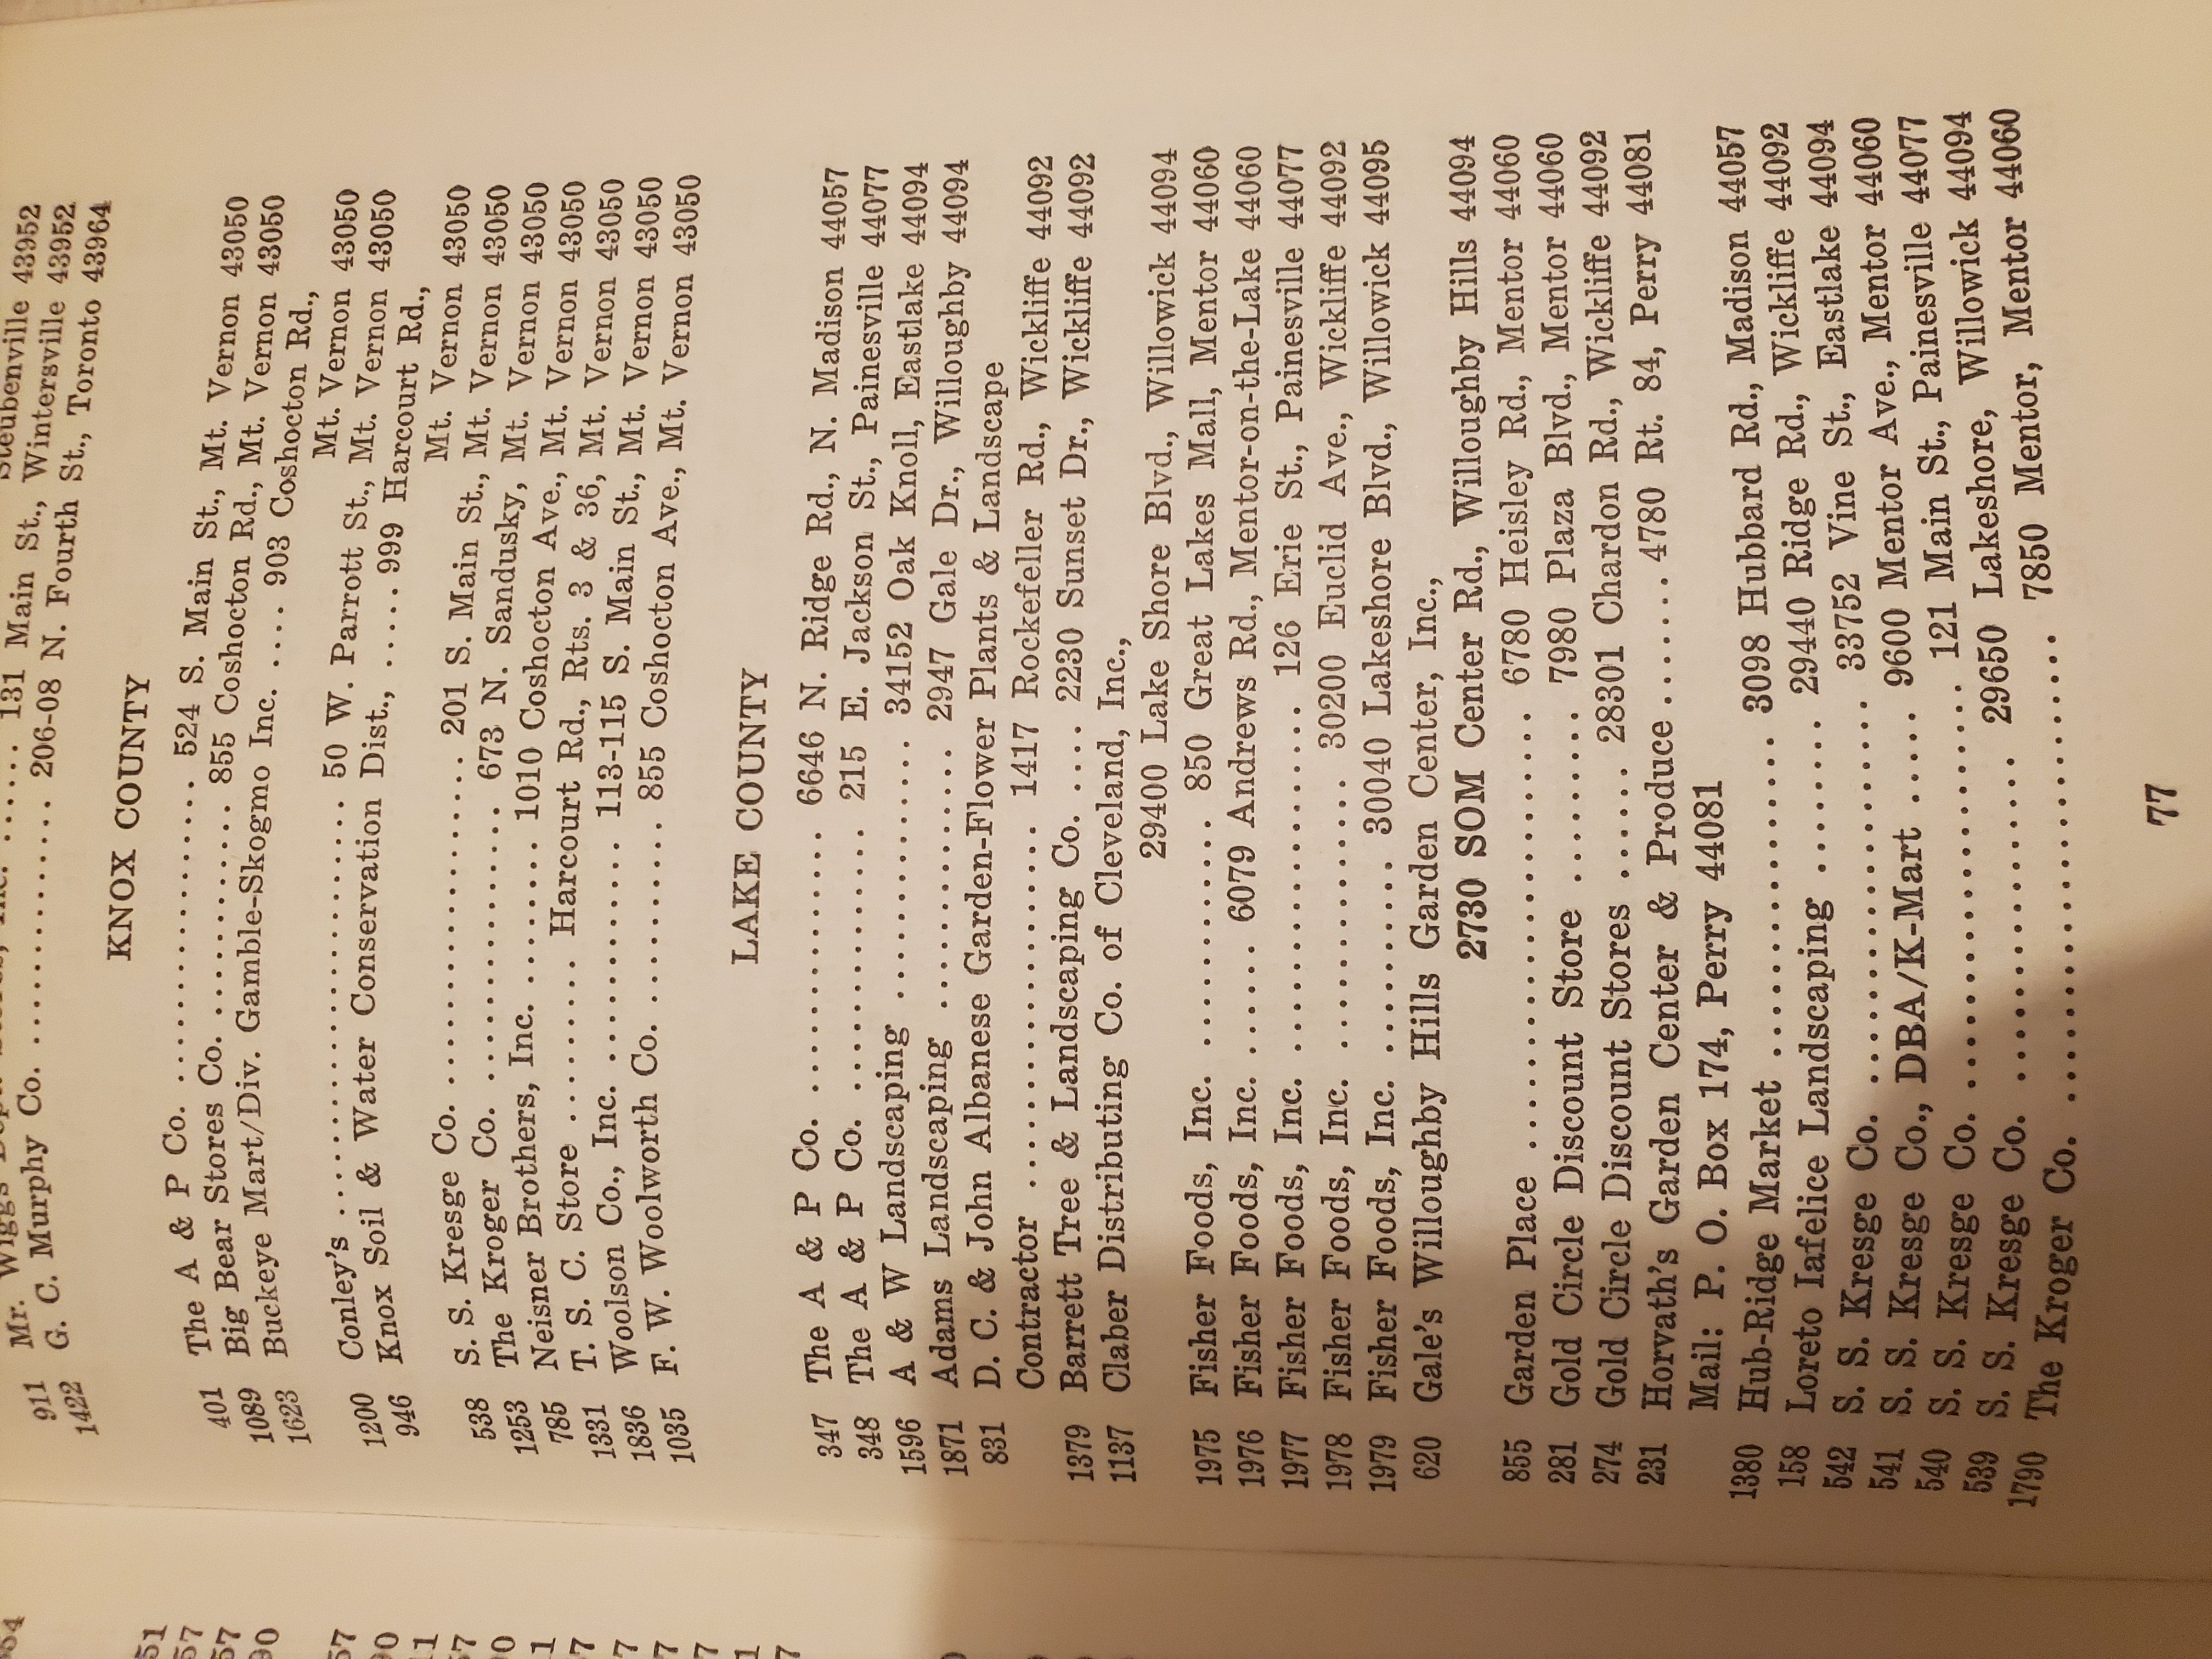 Steubenville 43952
911 Mr. Wiggs ..... 131 Main St., Wintersville 43952
1422 G. C. Murphy Co. .................... 206-08 N. Fourth St., Toronto 43964
KNOX COUNTY
401 The A & P Co. .................... 524 S. Main St., Mt. Vernon 43050
1089 Big Bear Stores Co. ............ 855 Coshocton Rd., Mt. Vernon 43050
1623 Buckeye Mart/Div. Gamble-Skogmo Inc. .... 903 Coshocton Rd.,
Mt. Vernon 43050
1200 Conley's ........................... 50 W. Parrott St., Mt. Vernon 43050
946 Knox Soil & Water Conservation Dist., ..... 999 Harcourt Rd.,
Mt. Vernon 43050
538 S. S. Kresge Co. ..................... 201 S. Main St., Mt. Vernon 43050
1253 The Kroger Co. .................. 673 N. Sandusky, Mt. Vernon 43050
785 Neisner Brothers, Inc. ......... 1010 Coshocton Ave., Mt. Vernon 43050
1331 T. S. C. Store ............. Harcourt Rd., Rts. 3 & 36, Mt. Vernon 43050
1836 Woolson Co., Inc. ............... 113-115 S. Main St., Mt. Vernon 43050
1035 F. W. Woolworth Co. ............ 855 Coshocton Ave., Mt. Vernon 43050
LAKE COUNTY
347 The A & P Co. ................. 6646 N. Ridge Rd., N. Madison 44057
348 The A & P Co. ................. 215 E. Jackson St., Painesville 44077
1596 A & W Landscaping ............... 34152 Oak Knoll, Eastlake 44094
1871 Adams Landscaping ............... 2947 Gale Dr., Willoughby 44094
831 D. C. & John Albanese Garden-Flower Plants & Landscape
Contractor ..................... 1417 Rockefeller Rd., Wickliffe 44092
1379 Barrett Tree & Landscaping Co. .... 2230 Sunset Dr., Wickliffe 44092
1137 Claber Distributing Co. of Cleveland, Inc.,
29400 Lake Shore Blvd., Willowick 44094
1975 Fisher Foods, Inc. ............. 850 Great Lakes Mall, Mentor 44060
1976 Fisher Foods, Inc. ....... 6079 Andrews Rd., Mentor-on-the-Lake 44060
1977 Fisher Foods, Inc. .................... 126 Erie St., Painesville 44077
1978 Fisher Foods, Inc. ............... 30200 Euclid Ave., Wickliffe 44092
1979 Fisher Foods, Inc. .......... 30040 Lakeshore Blvd., Willowick 44095
620 Gale's Willoughby Hills Garden Center, Inc.,
2730 SOM Center Rd., Willoughby Hills 44094
855 Garden Place ........................ 6780 Heisley Rd., Mentor 44060
281 Gold Circle Discount Store .......... 7980 Plaza Blvd., Mentor 44060
274 Gold Circle Discount Stores ...... 28301 Chardon Rd., Wickliffe 44092
231 Horvath's Garden Center & Produce ....... 4780 Rt. 84, Perry 44081
Mail: P. O. Box 174, Perry 44081
1380 Hub-Ridge Market ................. 3098 Hubbard Rd., Madison 44057
158 Loreto Iafelice Landscaping ........ 29440 Ridge Rd., Wickliffe 44092
542 S. S. Kresge Co. ..................... 33752 Vine St., Eastlake 44094
541 S. S. Kresge Co., DBA/K-Mart ..... 9600 Mentor Ave., Mentor 44060
540 S. S. Kresge Co. ...................... 121 Main St., Painesville 44077
539 S. S. Kresge Co. .................. 29650 Lakeshore, Willowick 44094
1790 The Kroger Co. ........................... 7850 Mentor, Mentor 44060
77